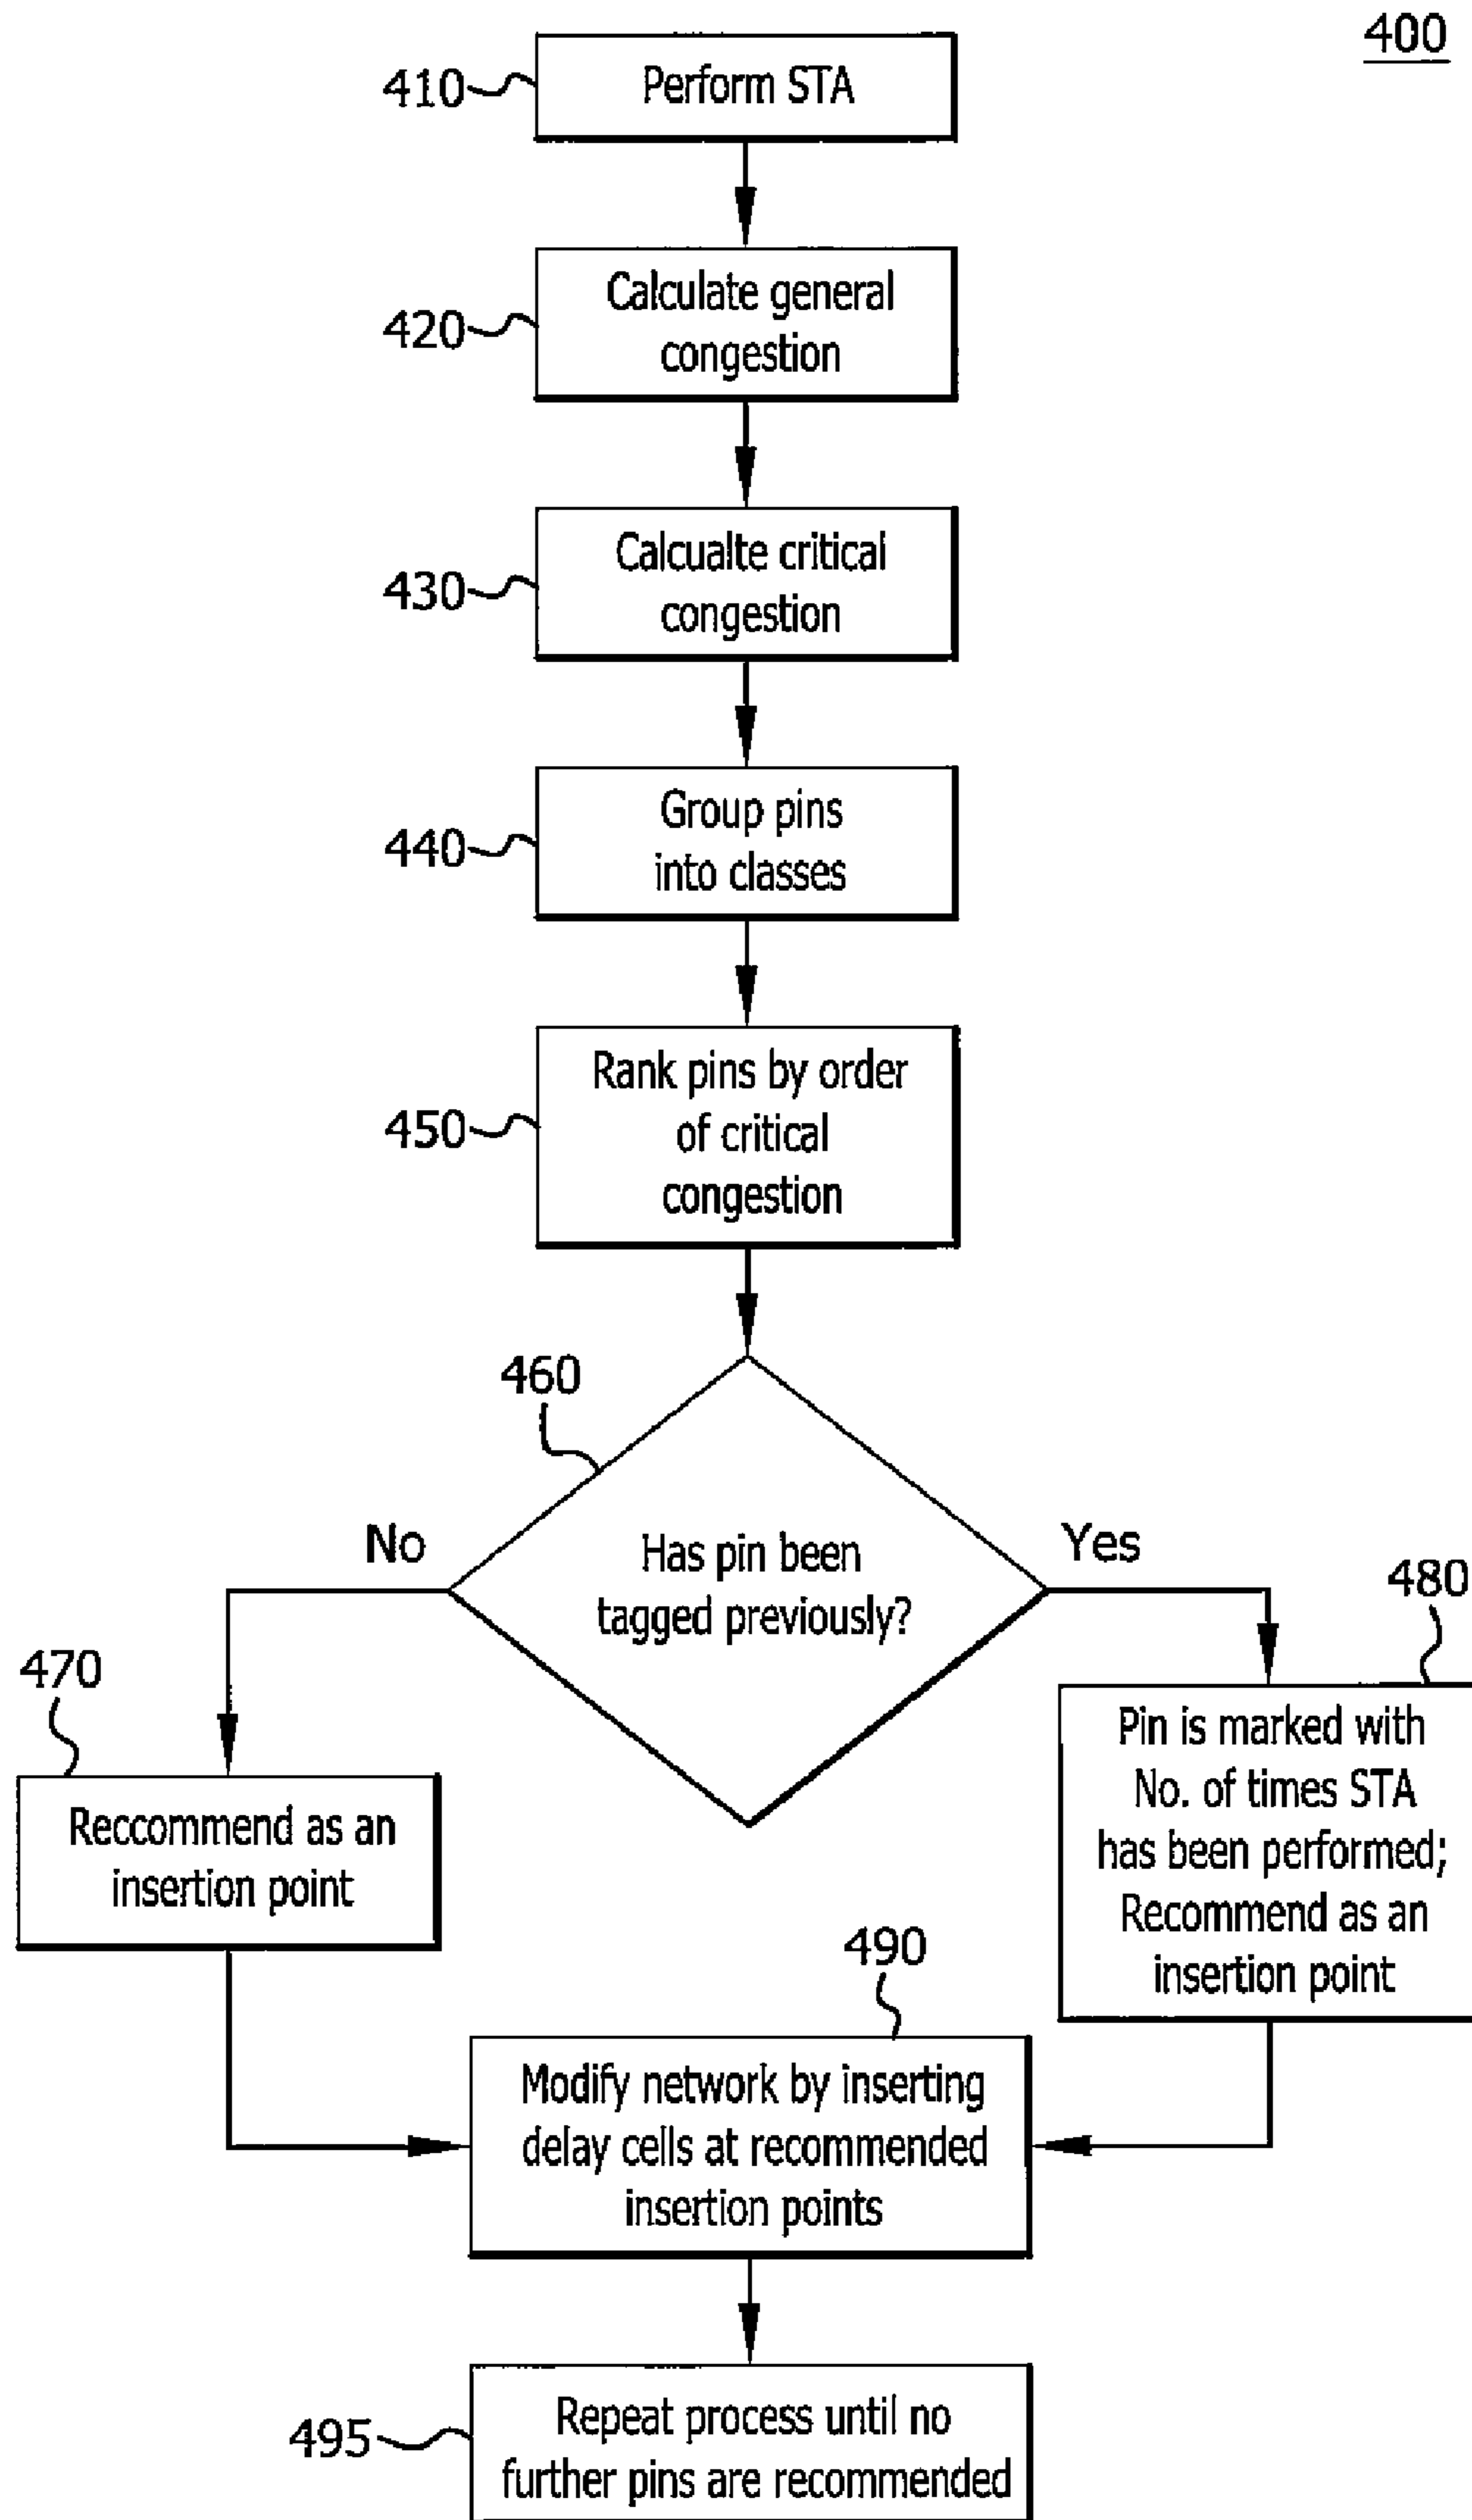 400
410
Perform STA
420
Calculate general
congestion
430
Calcualte critical
congestion
440
Group pins
into classes
450
Rank pins by order
of critical
congestion
460
Has pin been
tagged previously?
No
Yes
470
Reccommend as an
insertion point
480
Pin is marked with
No. of times STA
has been performed;
Recommend as an
insertion point
490
Modify network by inserting
delay cells at recommended
insertion points
495
Repeat process until no
further pins are recommended